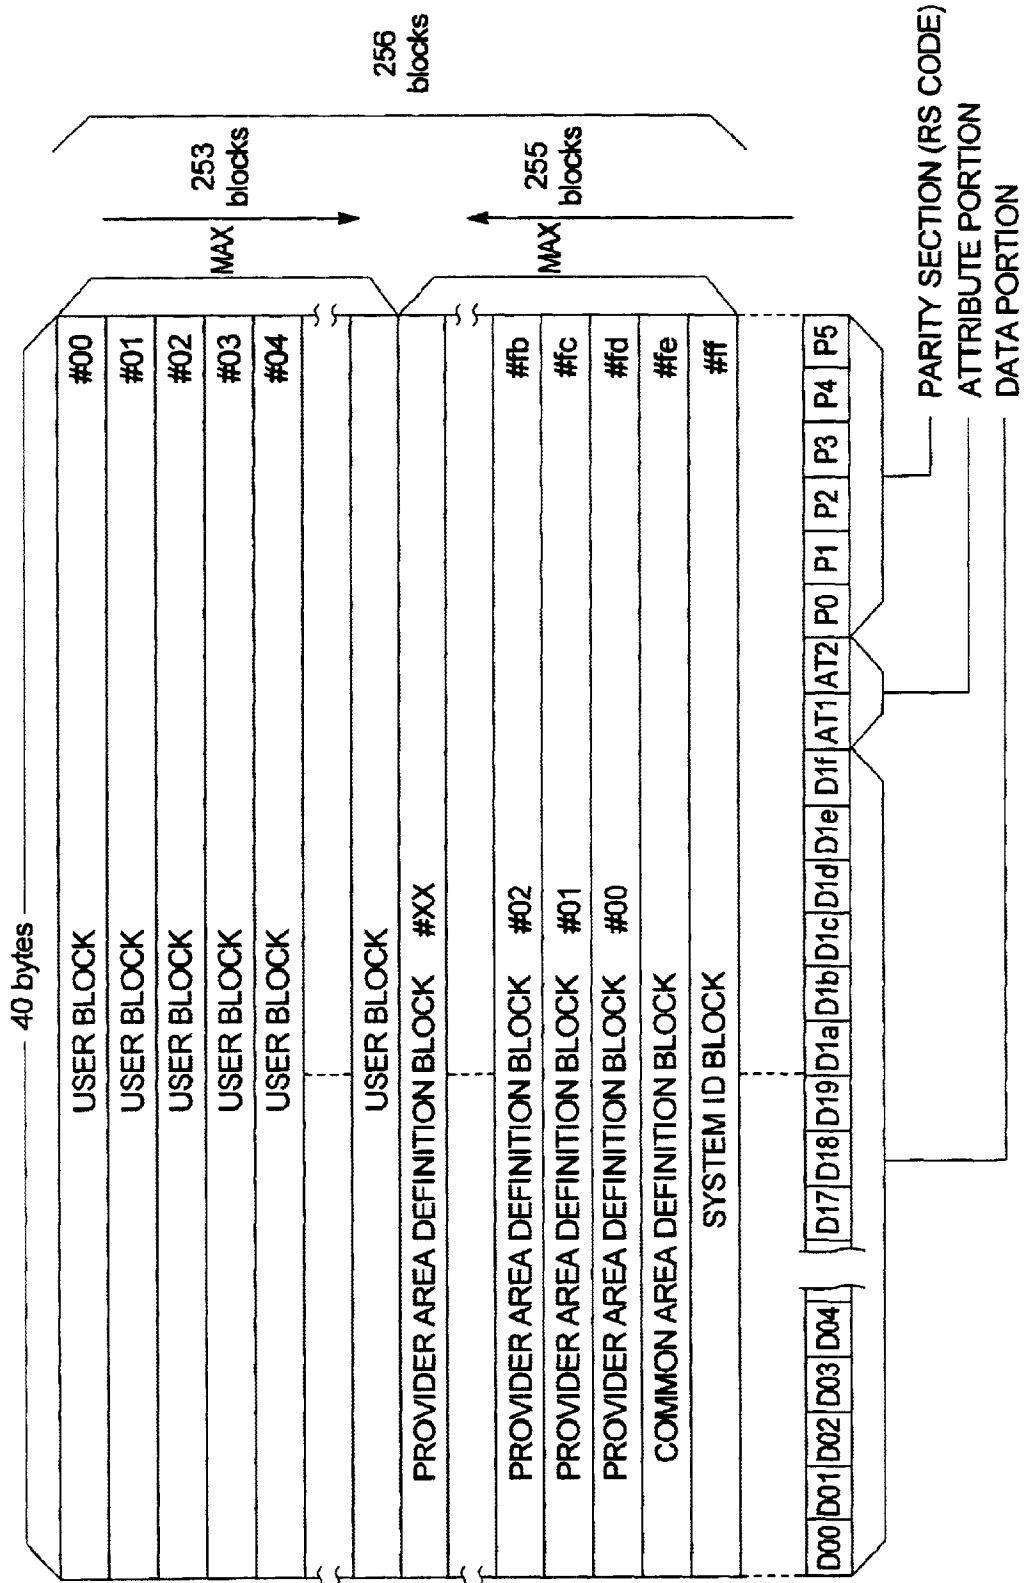 40 bytes
USER BLOCK #00
USER BLOCK #01
USER BLOCK #02
USER BLOCK #03
USER BLOCK #04
USER BLOCK
PROVIDER AREA DEFINITION BLOCK #XX
PROVIDER AREA DEFINITION BLOCK #02 #fb
PROVIDER AREA DEFINITION BLOCK #01 #fc
PROVIDER AREA DEFINITION BLOCK #00 #fd
COMMON AREA DEFINITION BLOCK #fe
SYSTEM ID BLOCK #ff
MAX
253
blocks
MAX
255
blocks
256
blocks
D00 D01 D02 D03 D04 D17 D18 D19 D1a D1b D1c D1d D1e D1f AT1 AT2 P0 P1 P2 P3 P4 P5
PARITY SECTION (RS CODE)
ATTRIBUTE PORTION
DATA PORTION